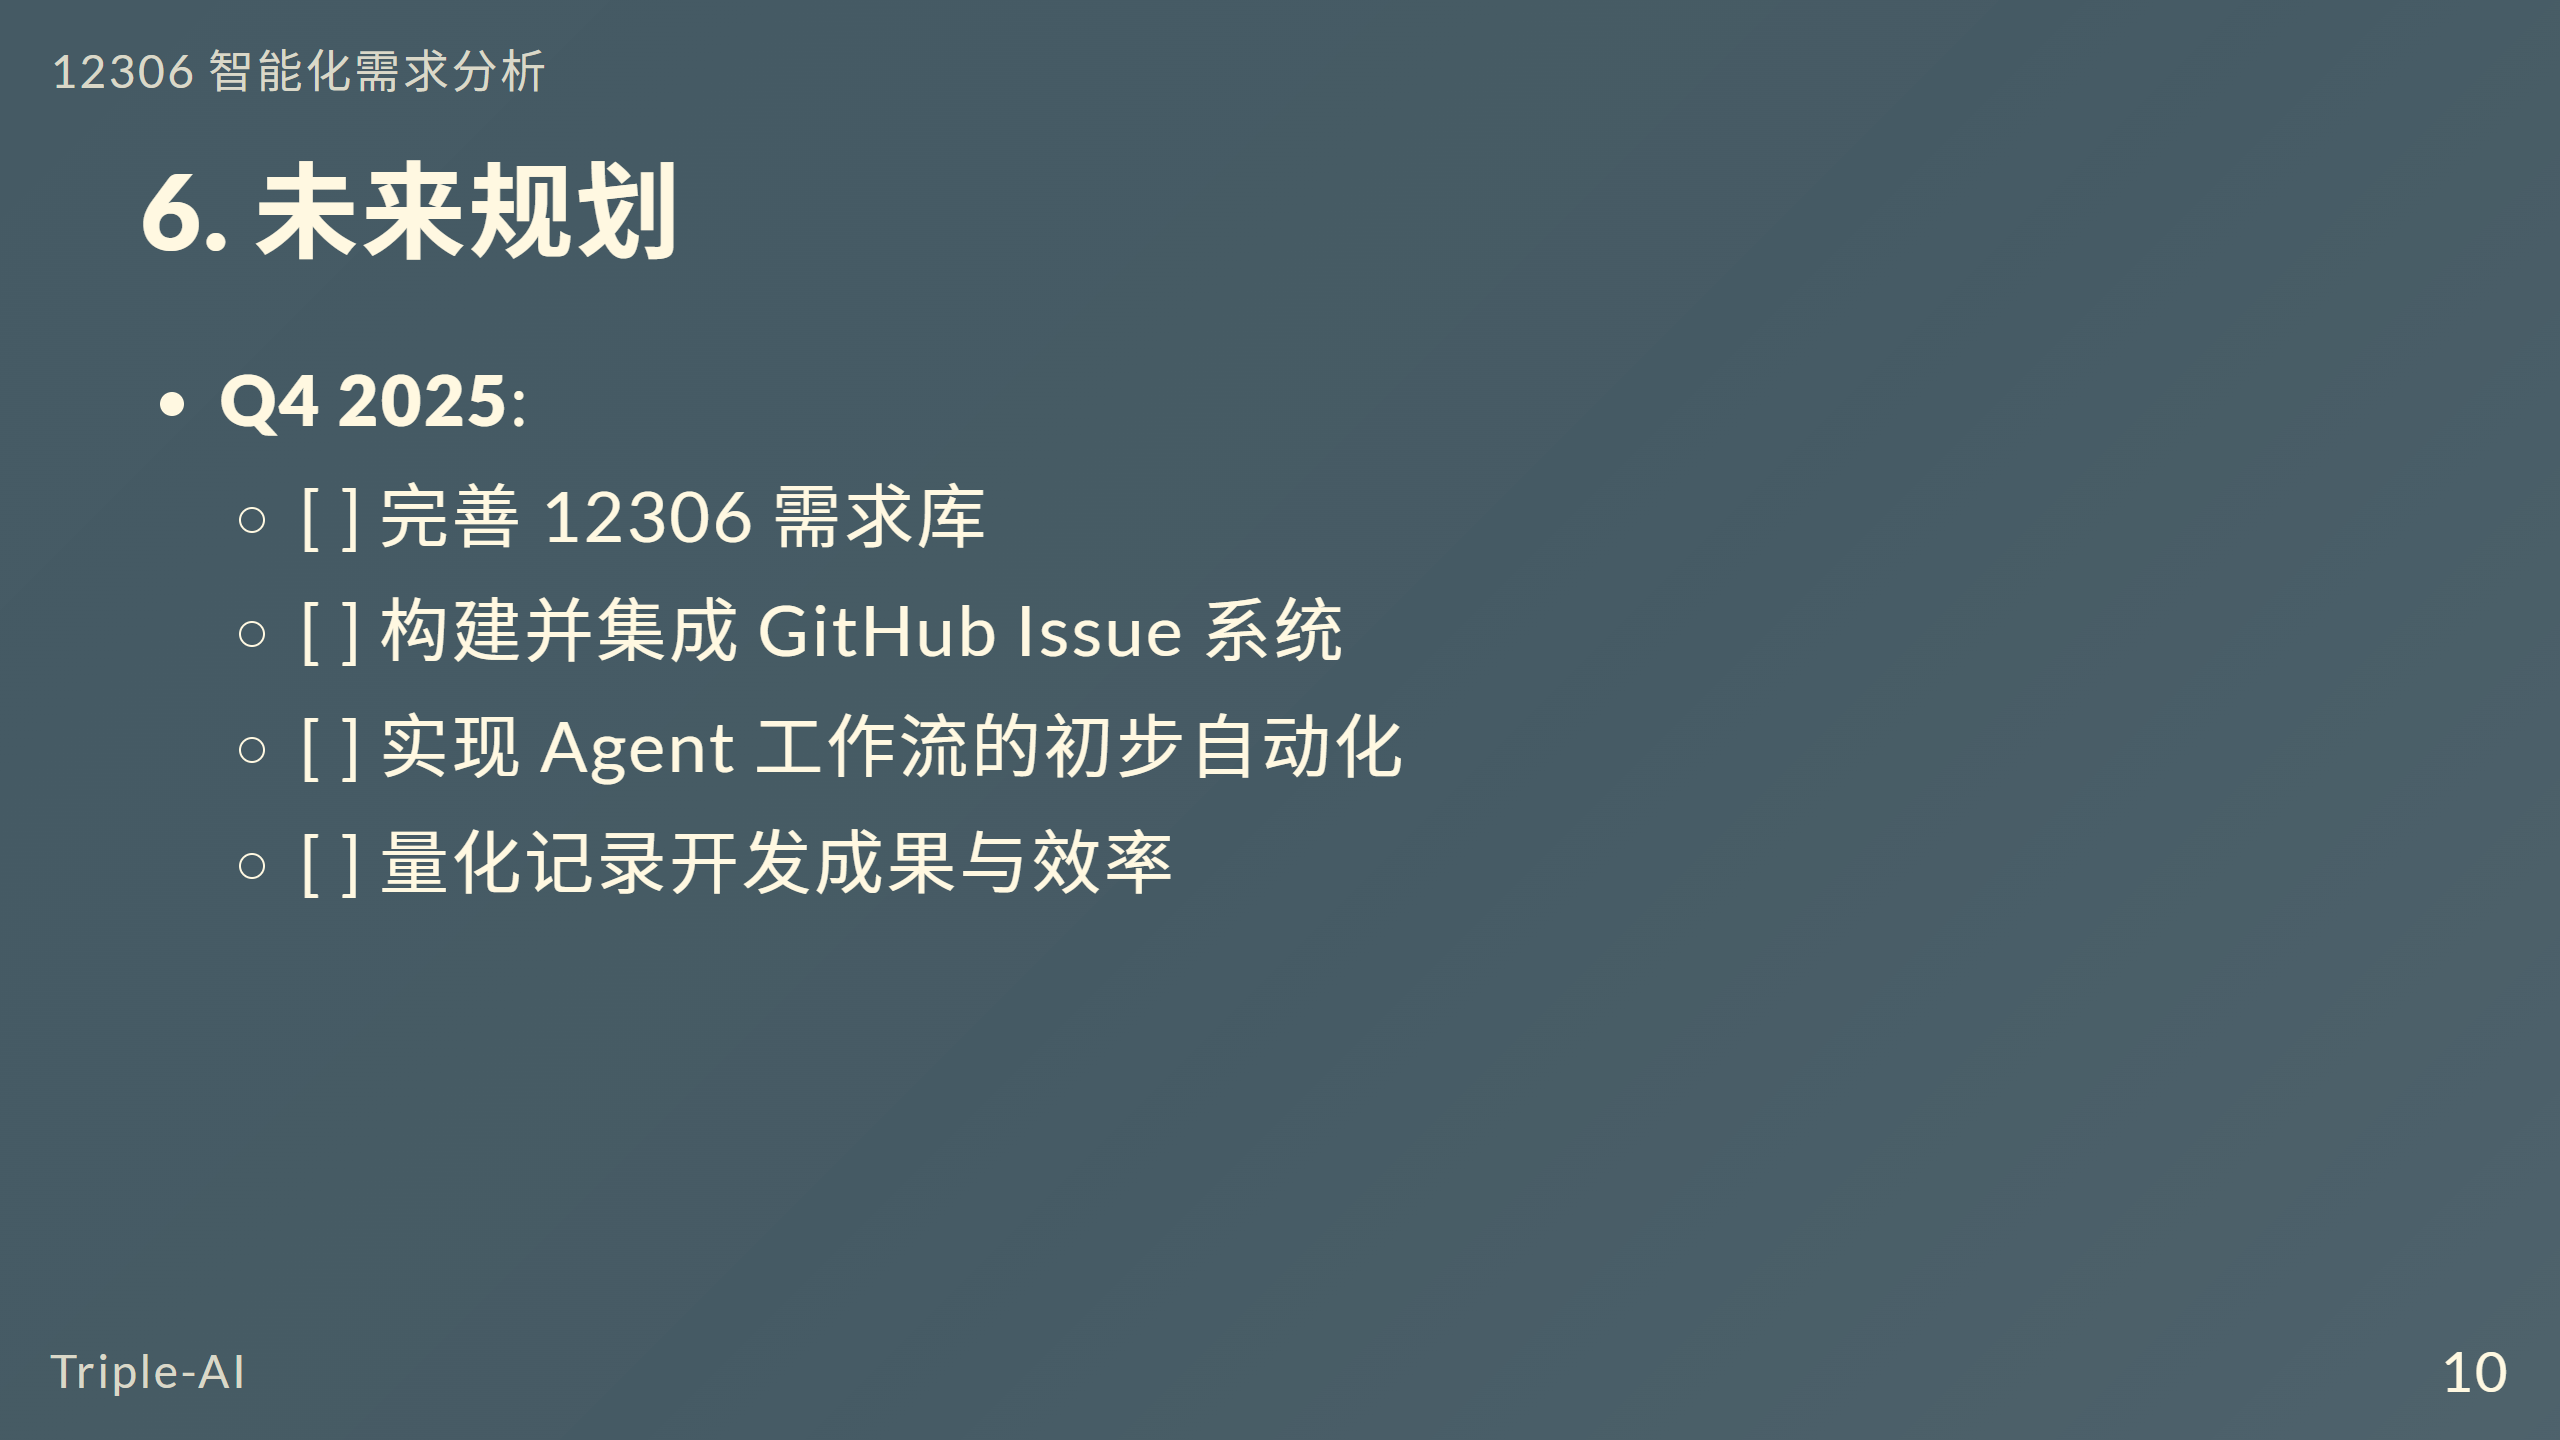 12306 智能化需求分析
6. 未来规划
• Q4 2025:
○ [ ] 完善 12306 需求库
○ [ ] 构建并集成 GitHub Issue 系统
○ [ ] 实现 Agent 工作流的初步自动化
○ [ ] 量化记录开发成果与效率
Triple-AI
10